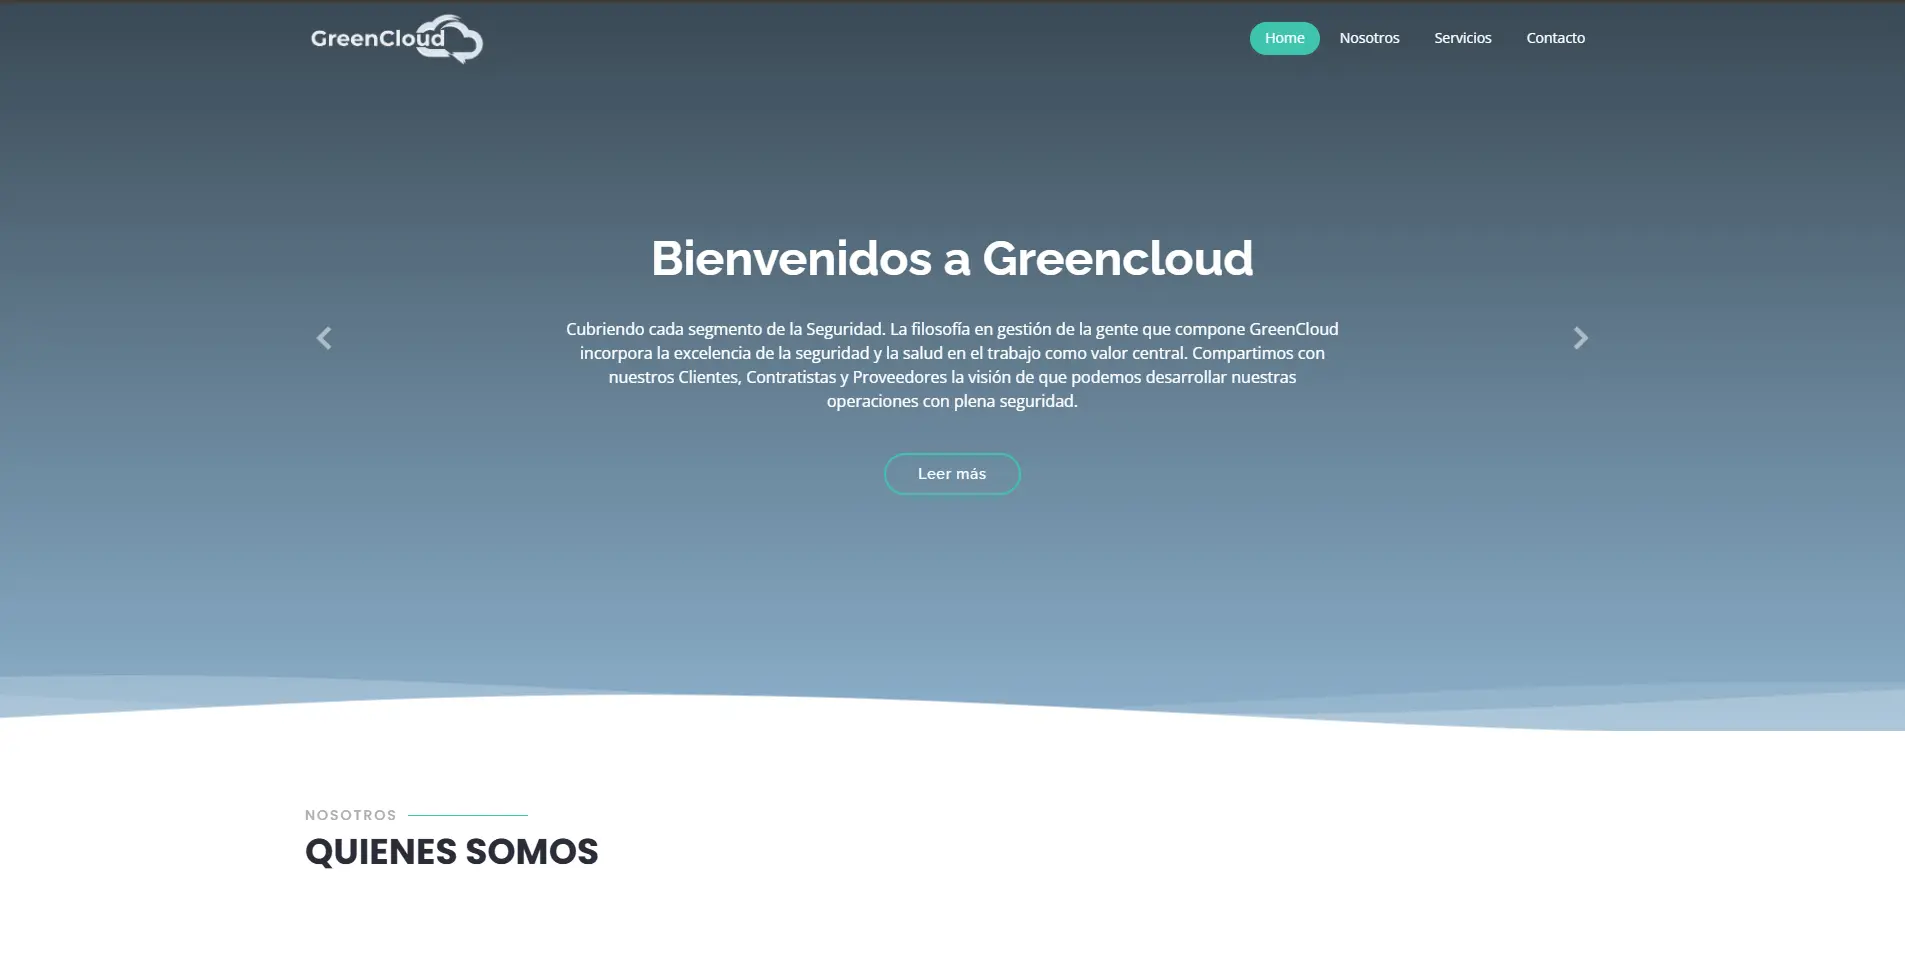 GreenCloud
Home
Nosotros
Servicios
Contacto
Bienvenidos a Greencloud
Cubriendo cada segmento de la Seguridad. La filosofía en gestión de la gente que compone GreenCloud
incorpora la excelencia de la seguridad y la salud en el trabajo como valor central. Compartimos con
nuestros Clientes, Contratistas y Proveedores la visión de que podemos desarrollar nuestras
operaciones con plena seguridad.
Leer más
NOSOTROS
QUIENES SOMOS